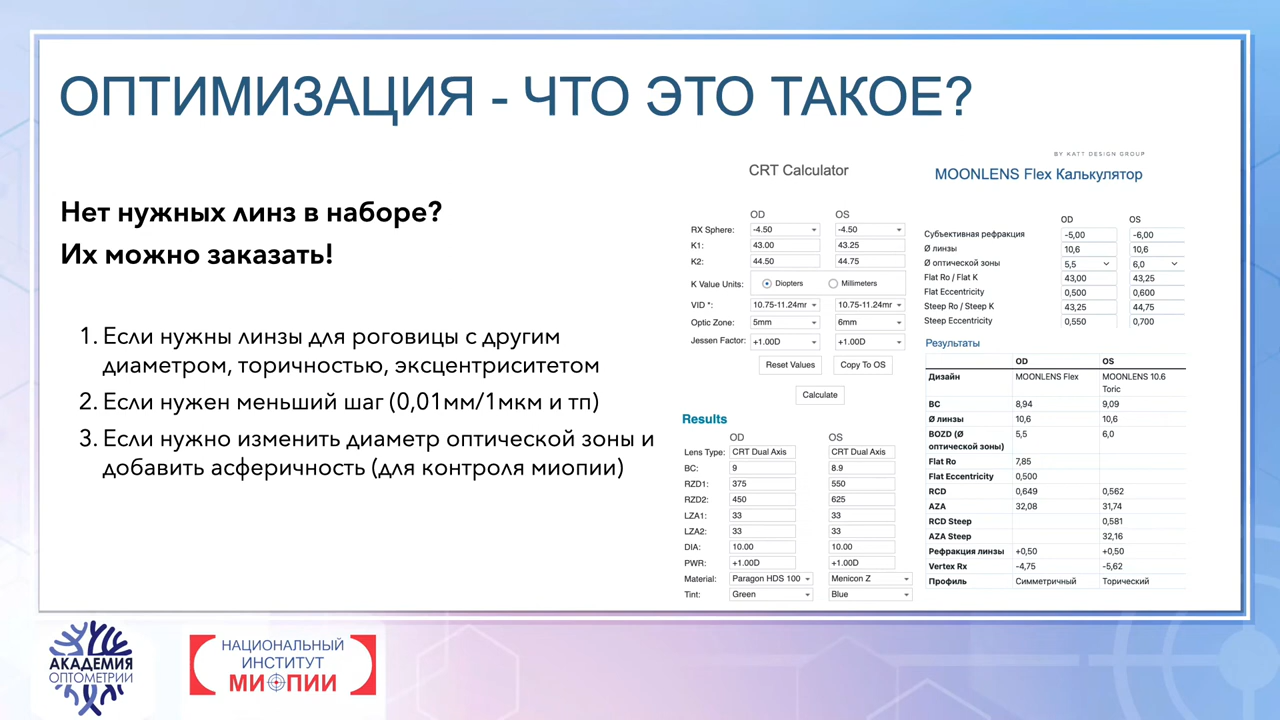 ОПТИМИЗАЦИЯ - ЧТО ЭТО ТАКОЕ?
Нет нужных линз в наборе?
Их можно заказать!
1. Если нужны линзы для роговицы с другим
диаметром, торичностью, эксцентриситетом
2. Если нужен меньший шаг (0,01мм/1мкм и тп)
3. Если нужно изменить диаметр оптической зоны и
добавить асферичность (для контроля миопии)
CRT Calculator
OD OS
RX Sphere: -4.50 -4.50
K1: 43.00 43.25
K2: 44.50 44.75
K Value Units: Diopters Millimeters
VID *: 10.75-11.24mr 10.75-11.24mr
Optic Zone: 5mm 6mm
Jessen Factor: +1.00D +1.00D
Reset Values Copy To OS
Calculate
Results
OD OS
Lens Type: CRT Dual Axis CRT Dual Axis
BC: 9 8.9
RZD1: 375 550
RZD2: 450 625
LZA1: 33 33
LZA2: 33 33
DIA: 10.00 10.00
PWR: +1.00D +1.00D
Material: Paragon HDS 100 Menicon Z
Tint: Green Blue
BY KATT DESIGN GROUP
MOONLENS Flex Калькулятор
OD OS
Субъективная рефракция -5,00 -6,00
Ø линзы 10,6 10,6
Ø оптической зоны 5,5 6,0
Flat Ro / Flat K 43,00 43,25
Flat Eccentricity 0,500 0,600
Steep Ro / Steep K 43,25 44,75
Steep Eccentricity 0,550 0,700
Результаты
OD OS
Дизайн MOONLENS Flex MOONLENS 10.6
Toric
BC 8,94 9,09
Ø линзы 10,6 10,6
BOZD (Ø 5,5 6,0
оптической зоны)
Flat Ro 7,85
Flat Eccentricity 0,500
RCD 0,649 0,562
AZA 32,08 31,74
RCD Steep 0,581
AZA Steep 32,16
Рефракция линзы +0,50 +0,50
Vertex Rx -4,75 -5,62
Профиль Симметричный Торический
АКАДЕМИЯ
ОПТОМЕТРИИ
НАЦИОНАЛЬНЫЙ
ИНСТИТУТ
МИОПИИ